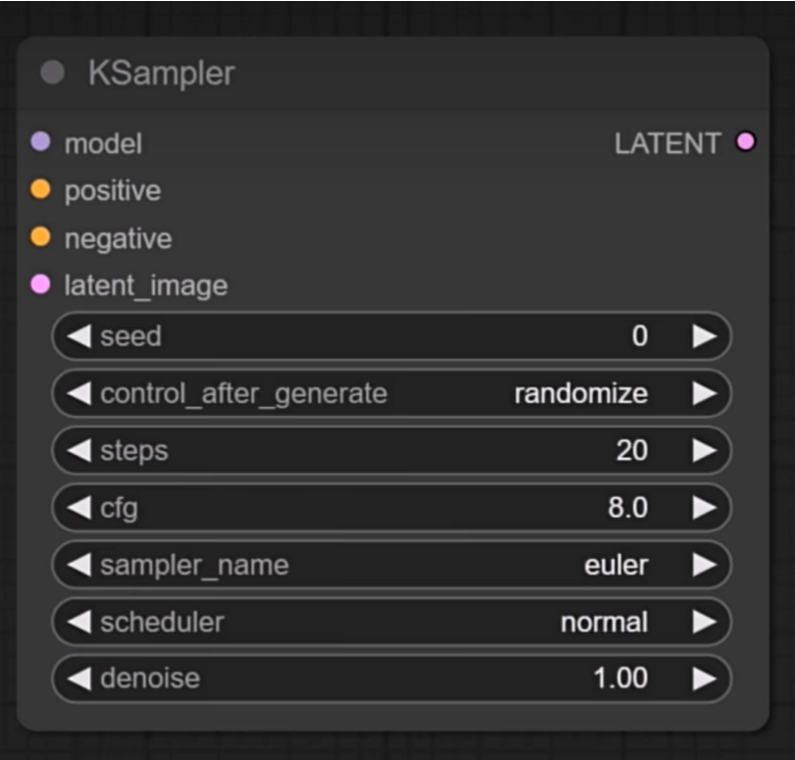 KSampler
model LATENT
positive
negative
latent_image
seed 0
control_after_generate randomize
steps 20
cfg 8.0
sampler_name euler
scheduler normal
denoise 1.00